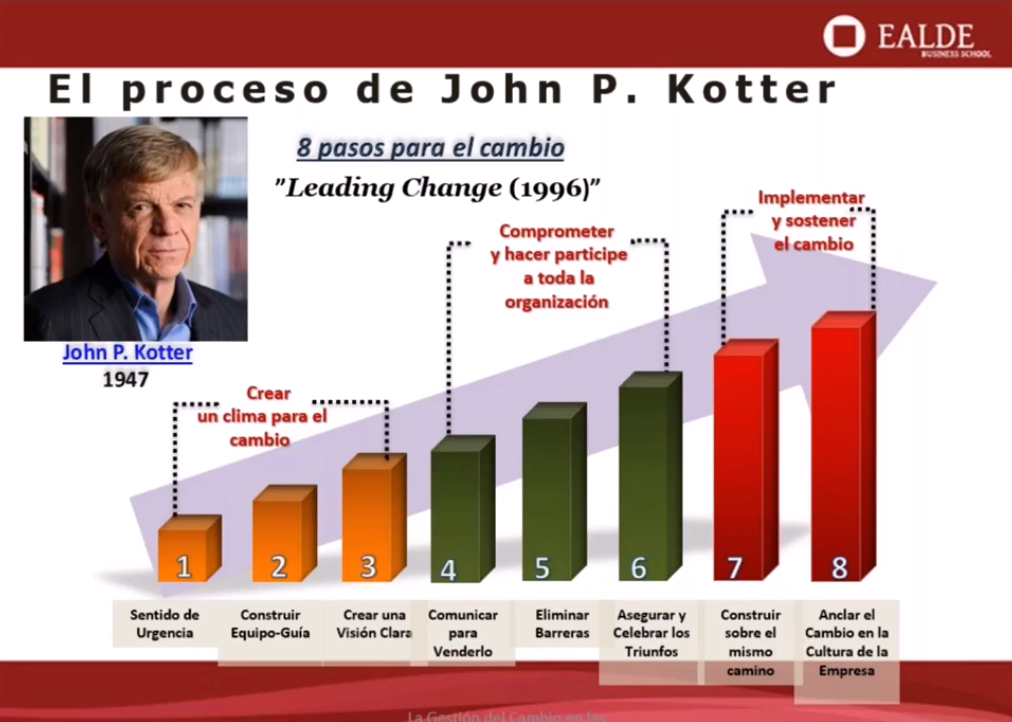 EALDE
BUSINESS SCHOOL
El proceso de John P. Kotter
8 pasos para el cambio
"Leading Change (1996)"
John P. Kotter
1947
Crear
un clima para el
cambio
Comprometer
y hacer participe
a toda la
organización
Implementar
y sostener
el cambio
1
2
3
4
5
6
7
8
Sentido de
Urgencia
Construir
Equipo-Guía
Crear una
Visión Clara
Comunicar
para
Venderlo
Eliminar
Barreras
Asegurar y
Celebrar los
Triunfos
Construir
sobre el
mismo
camino
Anclar el
Cambio en la
Cultura de la
Empresa
La Gestión del Cambio en las